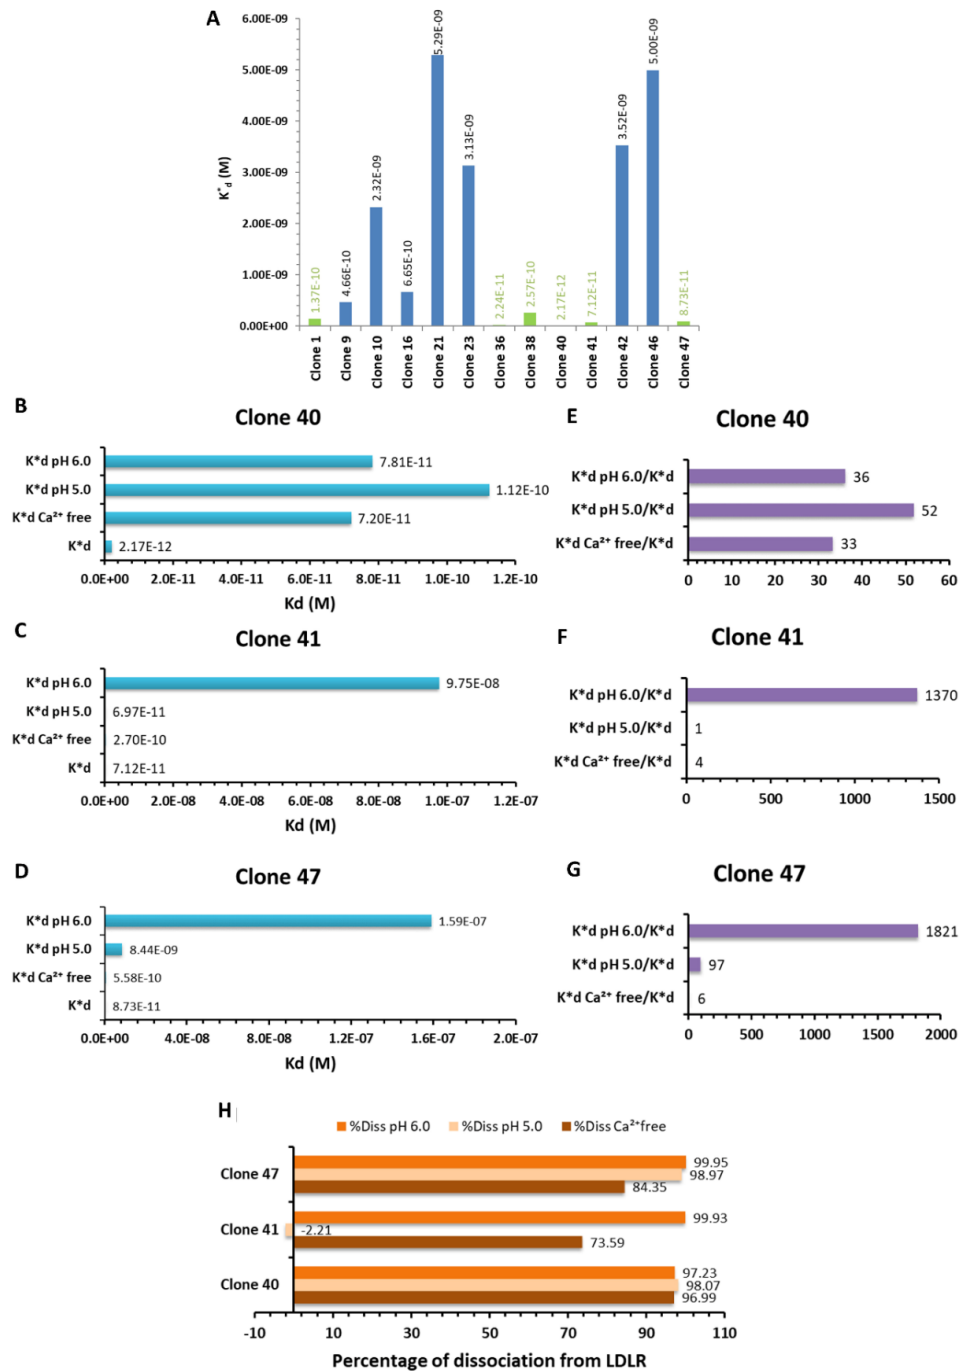 A
6.00E-09
5.00E-09
4.00E-09
3.00E-09
2.00E-09
1.00E-09
0.00E+00
K*d (M)
1.37E-10
4.66E-10
2.32E-09
6.65E-10
5.29E-09
3.13E-09
2.24E-11
2.57E-10
2.17E-12
7.12E-11
3.52E-09
5.00E-09
8.73E-11
Clone 1
Clone 9
Clone 10
Clone 16
Clone 21
Clone 23
Clone 36
Clone 38
Clone 40
Clone 41
Clone 42
Clone 46
Clone 47
B
Clone 40
K*d pH 6.0 7.81E-11
K*d pH 5.0 1.12E-10
K*d Ca²⁺ free 7.20E-11
K*d 2.17E-12
0.0E+00 2.0E-11 4.0E-11 6.0E-11 8.0E-11 1.0E-10 1.2E-10
Kd (M)
E
Clone 40
K*d pH 6.0/K*d 36
K*d pH 5.0/K*d 52
K*d Ca²⁺ free/K*d 33
0 10 20 30 40 50 60
C
Clone 41
K*d pH 6.0 9.75E-08
K*d pH 5.0 6.97E-11
K*d Ca²⁺ free 2.70E-10
K*d 7.12E-11
0.0E+00 2.0E-08 4.0E-08 6.0E-08 8.0E-08 1.0E-07 1.2E-07
Kd (M)
F
Clone 41
K*d pH 6.0/K*d 1370
K*d pH 5.0/K*d 1
K*d Ca²⁺ free/K*d 4
0 500 1000 1500
D
Clone 47
K*d pH 6.0 1.59E-07
K*d pH 5.0 8.44E-09
K*d Ca²⁺ free 5.58E-10
K*d 8.73E-11
0.0E+00 4.0E-08 8.0E-08 1.2E-07 1.6E-07 2.0E-07
Kd (M)
G
Clone 47
K*d pH 6.0/K*d 1821
K*d pH 5.0/K*d 97
K*d Ca²⁺ free/K*d 6
0 500 1000 1500 2000
H
%Diss pH 6.0 %Diss pH 5.0 %Diss Ca²⁺free
Clone 47
99.95
98.97
84.35
Clone 41
99.93
-2.21
73.59
Clone 40
97.23
98.07
96.99
-10 10 30 50 70 90 110
Percentage of dissociation from LDLR